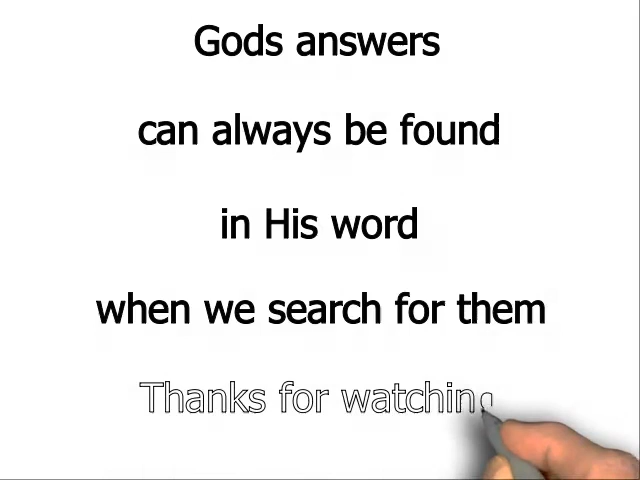 Gods answers
can always be found
in His word
when we search for them
Thanks for watching